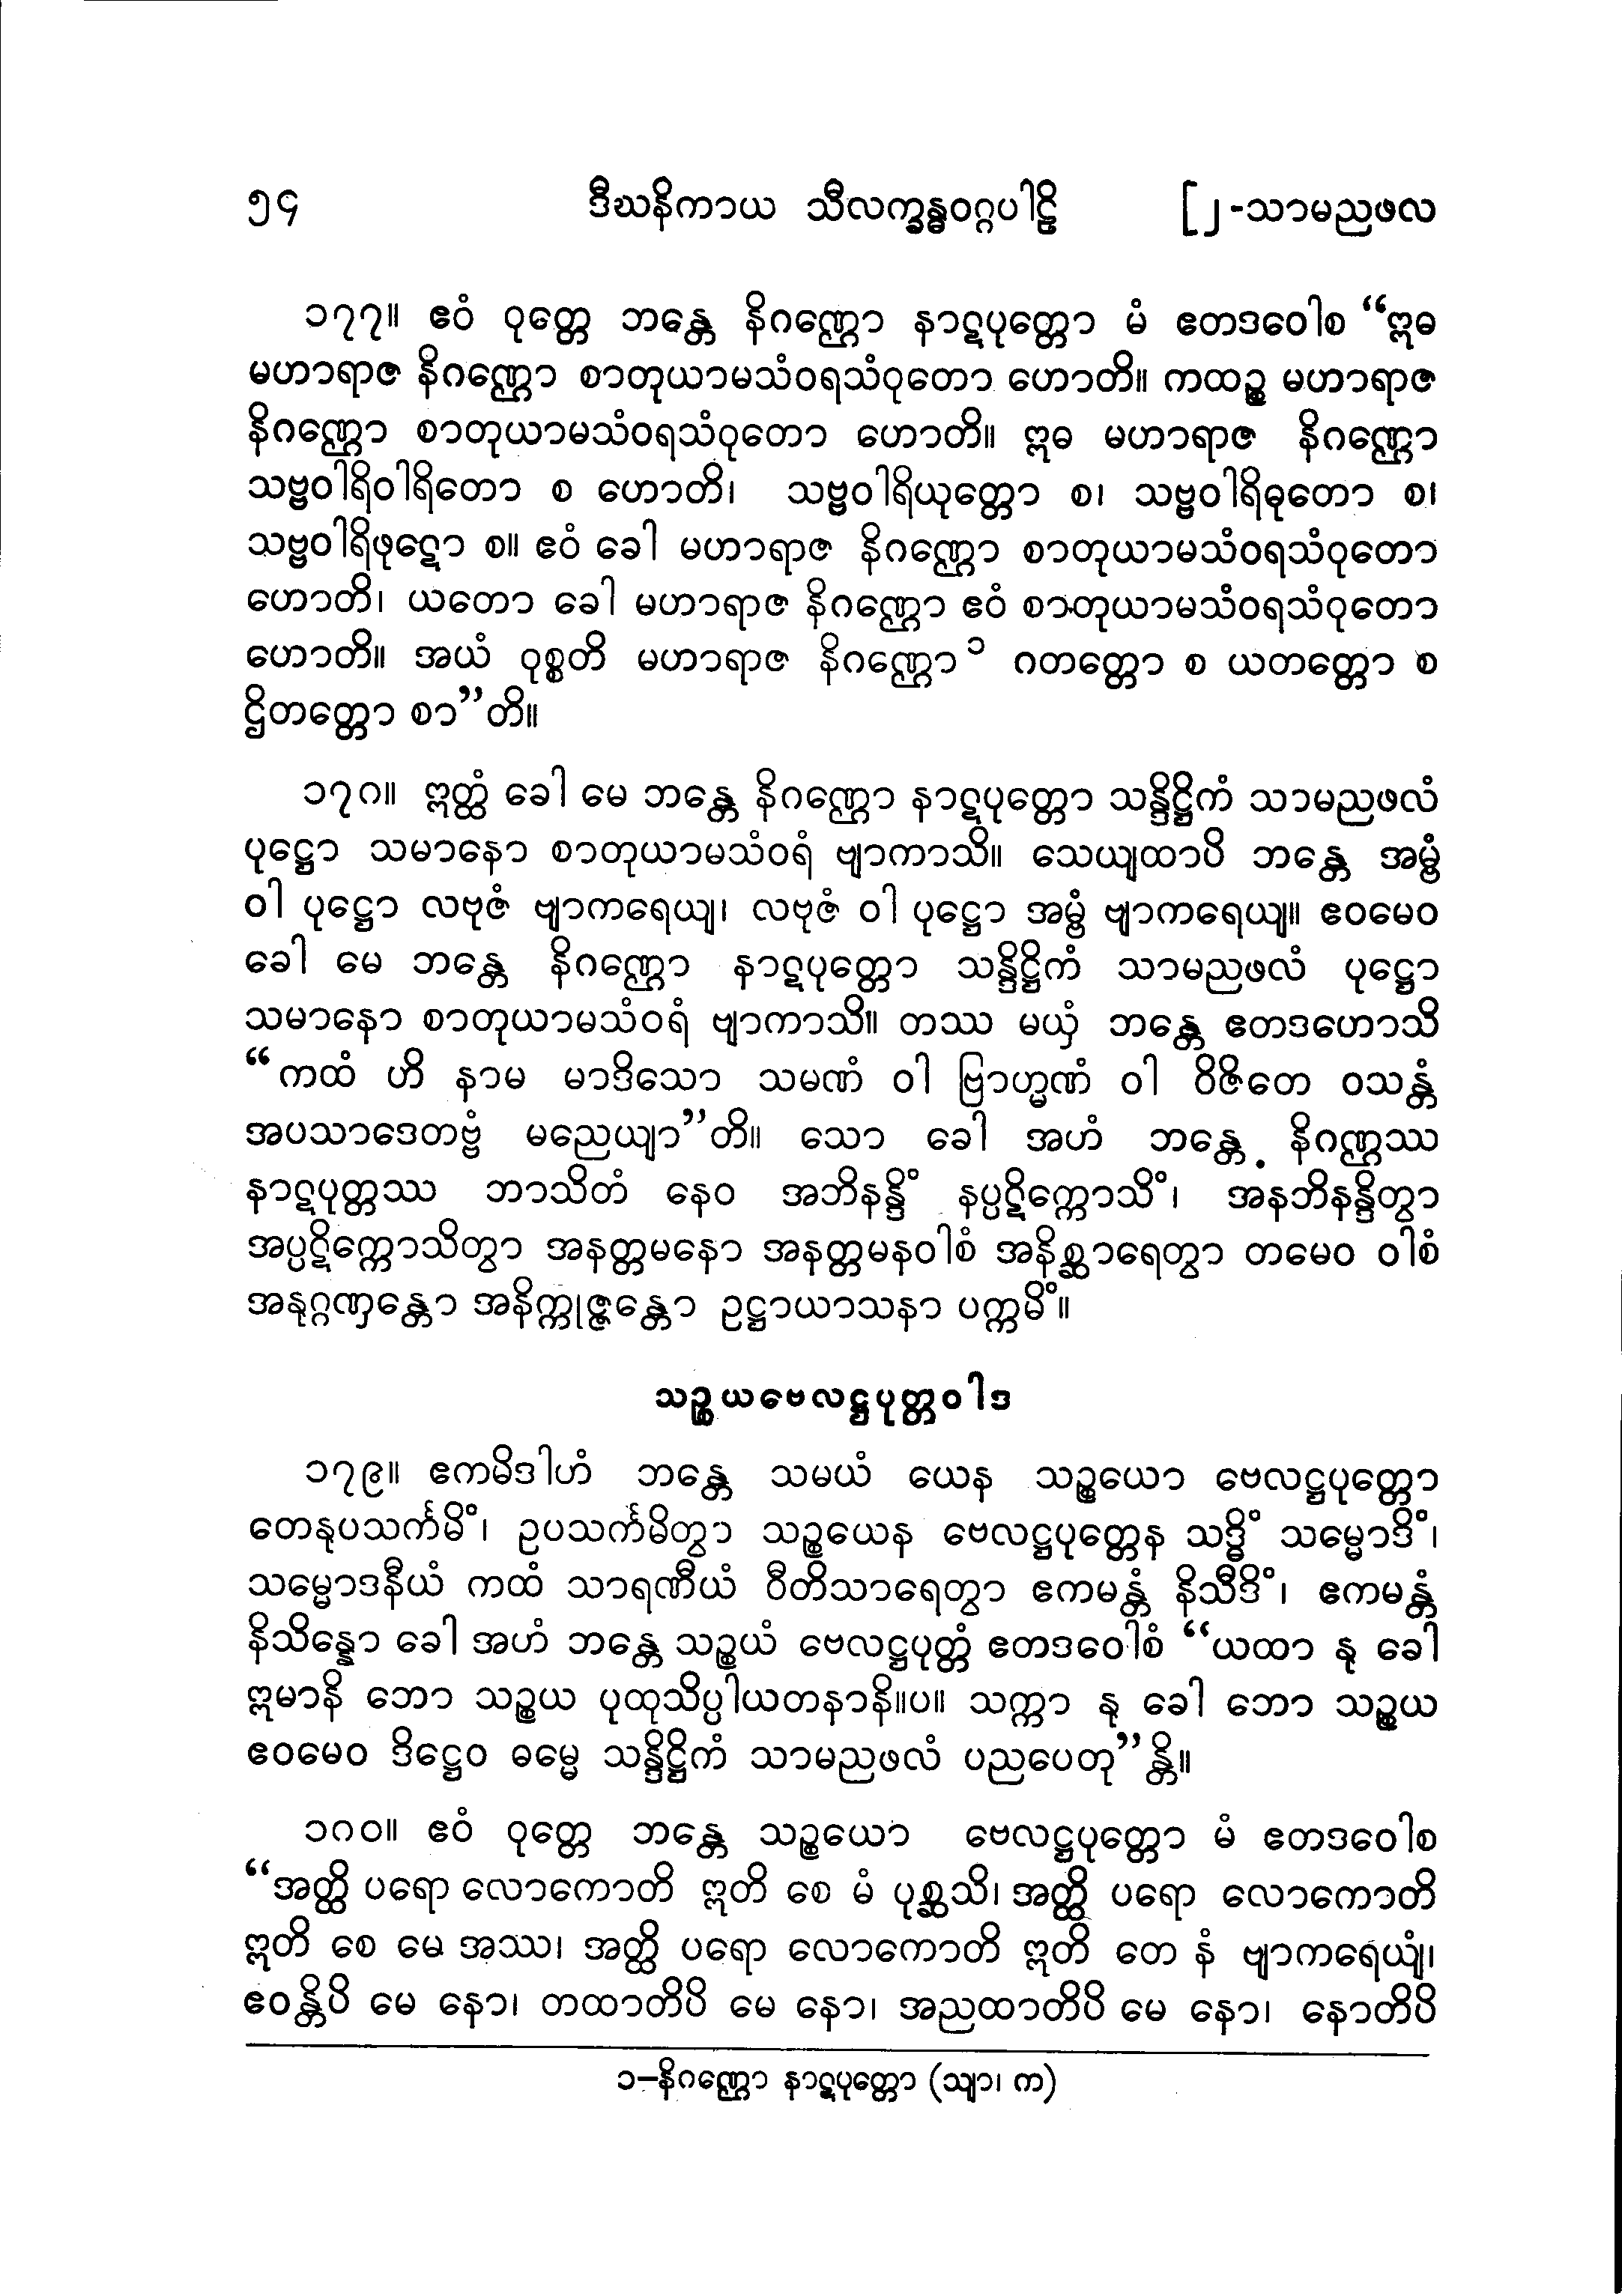 ၅၄ ဒီဃနိကာယ သီလက္ခန္ဓဝဂ္ဂပါဠိ [၂-သာမညဖလ
၁၇၇။ ဧဝံ ဝုတ္တေ ဘန္တေ နိဂဏ္ဌော နာဋပုတ္တော မံ ဧတဒဝေါစ “ဣဓ
မဟာရာဇ နိဂဏ္ဌော စာတုယာမသံဝရသံဝုတော ဟောတိ။ ကထဉ္စ မဟာရာဇ
နိဂဏ္ဌော စာတုယာမသံဝရသံဝုတော ဟောတိ။ ဣဓ မဟာရာဇ နိဂဏ္ဌော
သဗ္ဗဝါရိဝါရိတော စ ဟောတိ၊ သဗ္ဗဝါရိယုတ္တော စ၊ သဗ္ဗဝါရိဓုတော စ၊
သဗ္ဗဝါရိဖုဋော စ။ ဧဝံ ခေါ မဟာရာဇ နိဂဏ္ဌော စာတုယာမသံဝရသံဝုတော
ဟောတိ၊ ယတော ခေါ မဟာရာဇ နိဂဏ္ဌော ဧဝံ စာတုယာမသံဝရသံဝုတော
ဟောတိ။ အယံ ဝုစ္စတိ မဟာရာဇ နိဂဏ္ဌော ၁ ဂတတ္တော စ ယတတ္တော စ
ဌိတတ္တော စာ”တိ။
၁၇၈။ ဣတ္ထံ ခေါ မေ ဘန္တေ နိဂဏ္ဌော နာဋပုတ္တော သန္ဒိဋ္ဌိကံ သာမညဖလံ
ပုဋ္ဌော သမာနော စာတုယာမသံဝရံ ဗျာကာသိ။ သေယျထာပိ ဘန္တေ အမ္ဗံ
ဝါ ပုဋ္ဌော လဗုဇံ ဗျာကရေယျ၊ လဗုဇံ ဝါ ပုဋ္ဌော အမ္ဗံ ဗျာကရေယျ။ ဧဝမေဝ
ခေါ မေ ဘန္တေ နိဂဏ္ဌော နာဋပုတ္တော သန္ဒိဋ္ဌိကံ သာမညဖလံ ပုဋ္ဌော
သမာနော စာတုယာမသံဝရံ ဗျာကာသိ။ တဿ မယှံ ဘန္တေ ဧတဒဟောသိ
“ကထံ ဟိ နာမ မာဒိသော သမဏံ ဝါ ဗြာဟ္မဏံ ဝါ ဝိဇိတေ ဝသန္တံ
အပသာဒေတဗ္ဗံ မညေယျာ”တိ။ သော ခေါ အဟံ ဘန္တေ နိဂဏ္ဌဿ
နာဋပုတ္တဿ ဘာသိတံ နေဝ အဘိနန္ဒိံ နပ္ပဋိက္ကောသိံ၊ အနဘိနန္ဒိတွာ
အပ္ပဋိက္ကောသိတွာ အနတ္တမနော အနတ္တမနဝါစံ အနိစ္ဆာရေတွာ တမေဝ ဝါစံ
အနုဂ္ဂဏှန္တော အနိက္ကုဇ္ဇန္တော ဥဋ္ဌာယာသနာ ပက္ကမိံ။
သဉ္စယဗေလဋ္ဌပုတ္တဝါဒ
၁၇၉။ ဧကမိဒါဟံ ဘန္တေ သမယံ ယေန သဉ္စယော ဗေလဋ္ဌပုတ္တော
တေနုပသင်္ကမိံ၊ ဥပသင်္ကမိတွာ သဉ္စယေန ဗေလဋ္ဌပုတ္တေန သဒ္ဓိံ သမ္မောဒိံ၊
သမ္မောဒနီယံ ကထံ သာရဏီယံ ဝီတိသာရေတွာ ဧကမန္တံ နိသီဒိံ၊ ဧကမန္တံ
နိသိန္နော ခေါ အဟံ ဘန္တေ သဉ္စယံ ဗေလဋ္ဌပုတ္တံ ဧတဒဝေါစံ “ယထာ နု ခေါ
ဣမာနိ ဘော သဉ္စယ ပုထုသိပ္ပါယတနာနိ။ပ။ သက္ကာ နု ခေါ ဘော သဉ္စယ
ဧဝမေဝ ဒိဋ္ဌေဝ ဓမ္မေ သန္ဒိဋ္ဌိကံ သာမညဖလံ ပညပေတု”န္တိ။
၁၈၀။ ဧဝံ ဝုတ္တေ ဘန္တေ သဉ္စယော ဗေလဋ္ဌပုတ္တော မံ ဧတဒဝေါစ
“အတ္ထိ ပရော လောကောတိ ဣတိ စေ မံ ပုစ္ဆသိ၊ အတ္ထိ ပရော လောကောတိ
ဣတိ စေ မေ အဿ၊ အတ္ထိ ပရော လောကောတိ ဣတိ တေ နံ ဗျာကရေယျံ၊
ဧဝန္တိပိ မေ နော၊ တထာတိပိ မေ နော၊ အညထာတိပိ မေ နော၊ နောတိပိ
၁–နိဂဏ္ဌော နာဋပုတ္တော (သျာ၊ က)